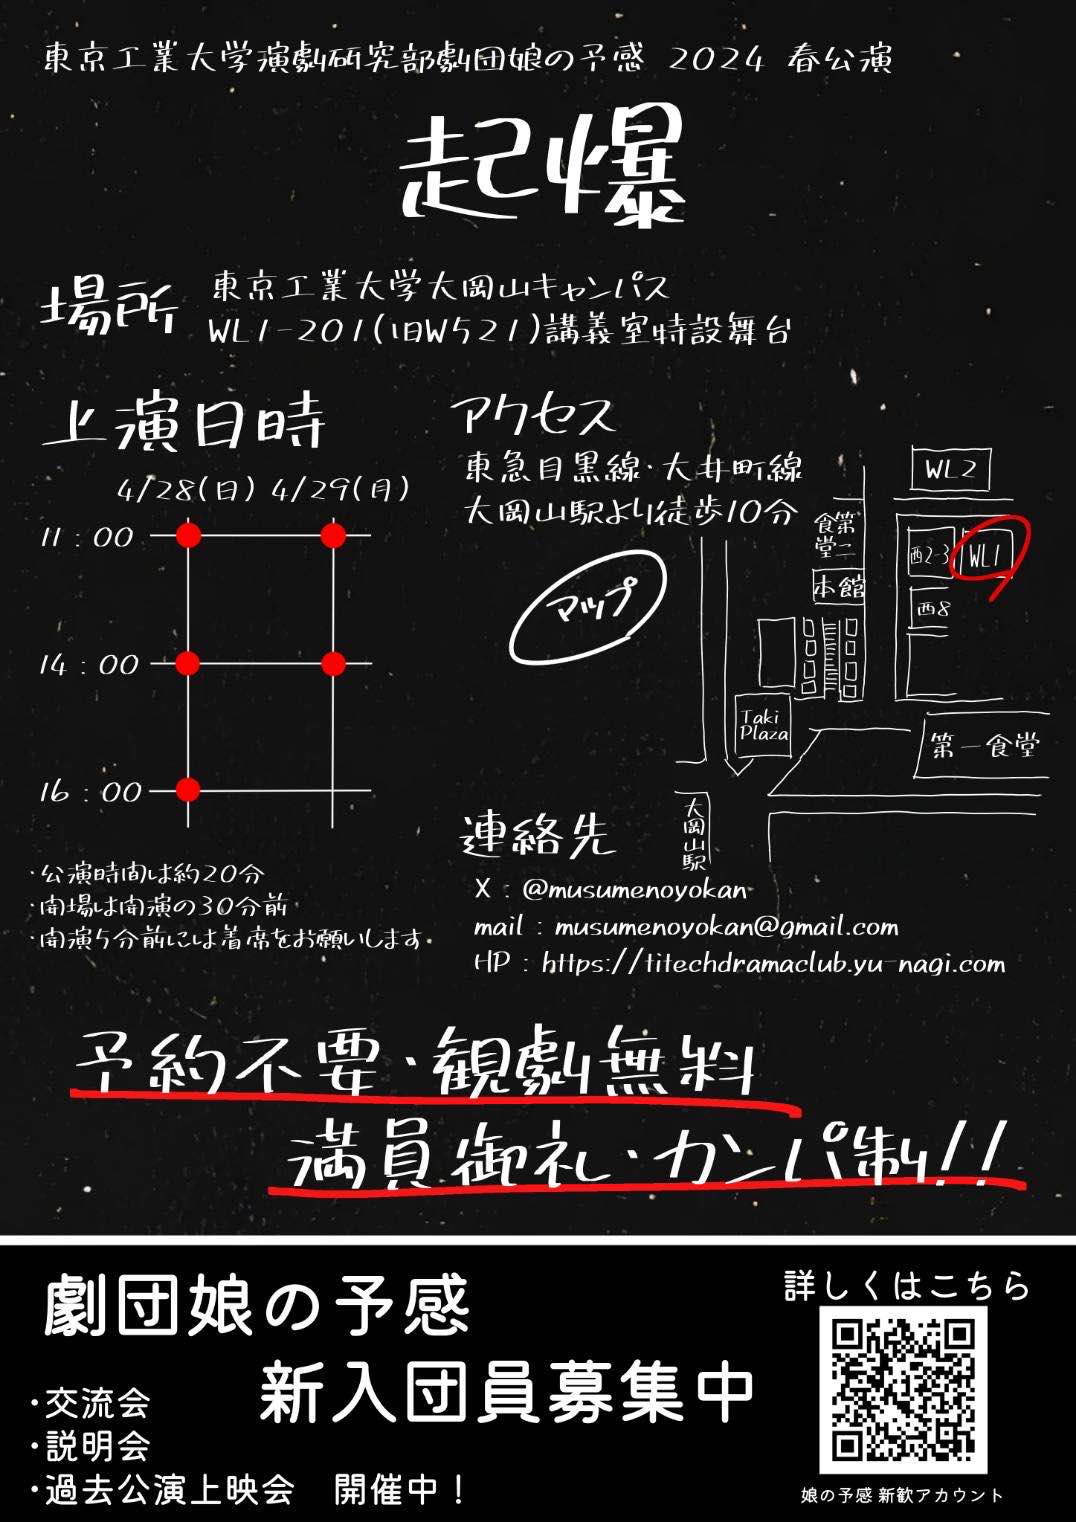 東京工業大学演劇研究部劇団娘の予感 2024 春公演
起爆
場所
東京工業大学大岡山キャンパス
WL1-201(旧W521)講義室特設舞台
上演日時
4/28(日) 4/29(月)
11：00
14：00
16：00
・公演時間は約20分
・開場は開演の30分前
・開演5分前には着席をお願いします。
アクセス
東急目黒線・大井町線
大岡山駅より徒歩10分
マップ
WL2
第二食堂
西2-3
WL1
本館
西8
Taki
Plaza
第一食堂
大岡山駅
連絡先
X：@musumenoyokan
mail：musumenoyokan@gmail.com
HP：https://titechdramaclub.yu-nagi.com
予約不要・観劇無料
満員御礼・カンパ制!!
劇団娘の予感
新入団員募集中
・交流会
・説明会
・過去公演上映会　開催中！
詳しくはこちら
娘の予感 新歓アカウント